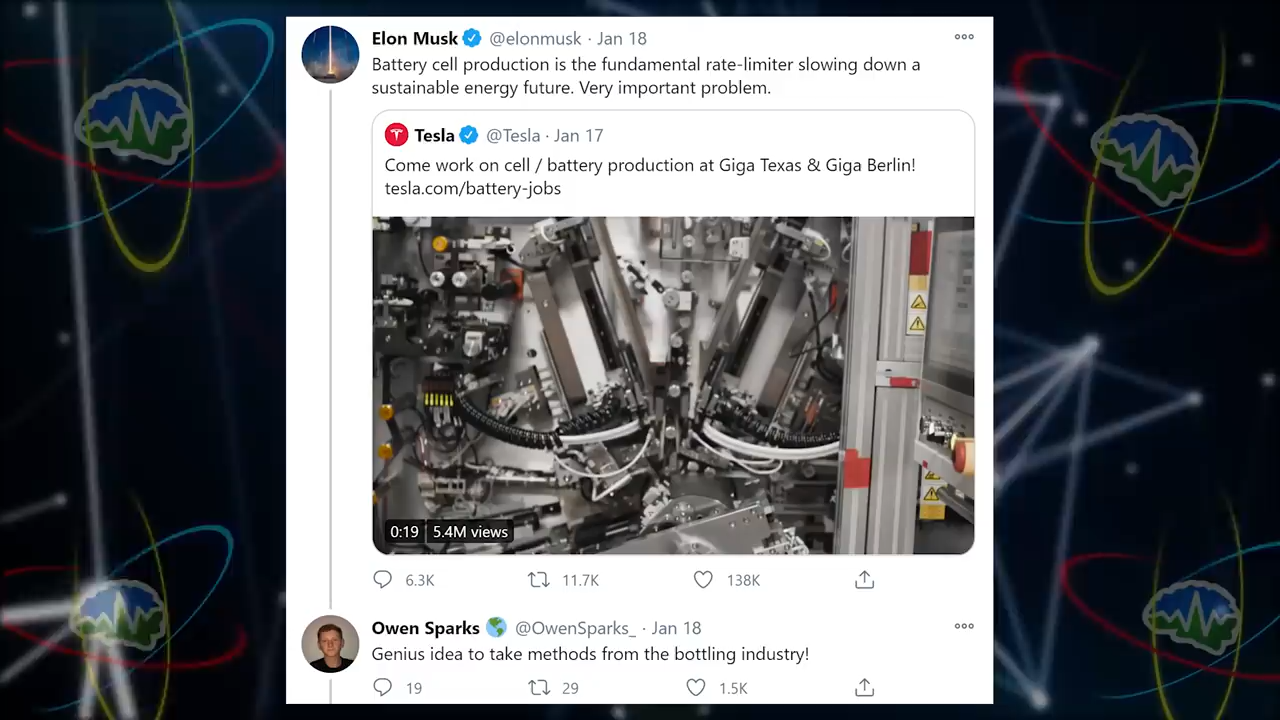 Elon Musk @elonmusk · Jan 18
Battery cell production is the fundamental rate-limiter slowing down a
sustainable energy future. Very important problem.
Tesla @Tesla · Jan 17
Come work on cell / battery production at Giga Texas & Giga Berlin!
tesla.com/battery-jobs
0:19 5.4M views
6.3K 11.7K 138K
Owen Sparks @OwenSparks_ · Jan 18
Genius idea to take methods from the bottling industry!
19 29 1.5K